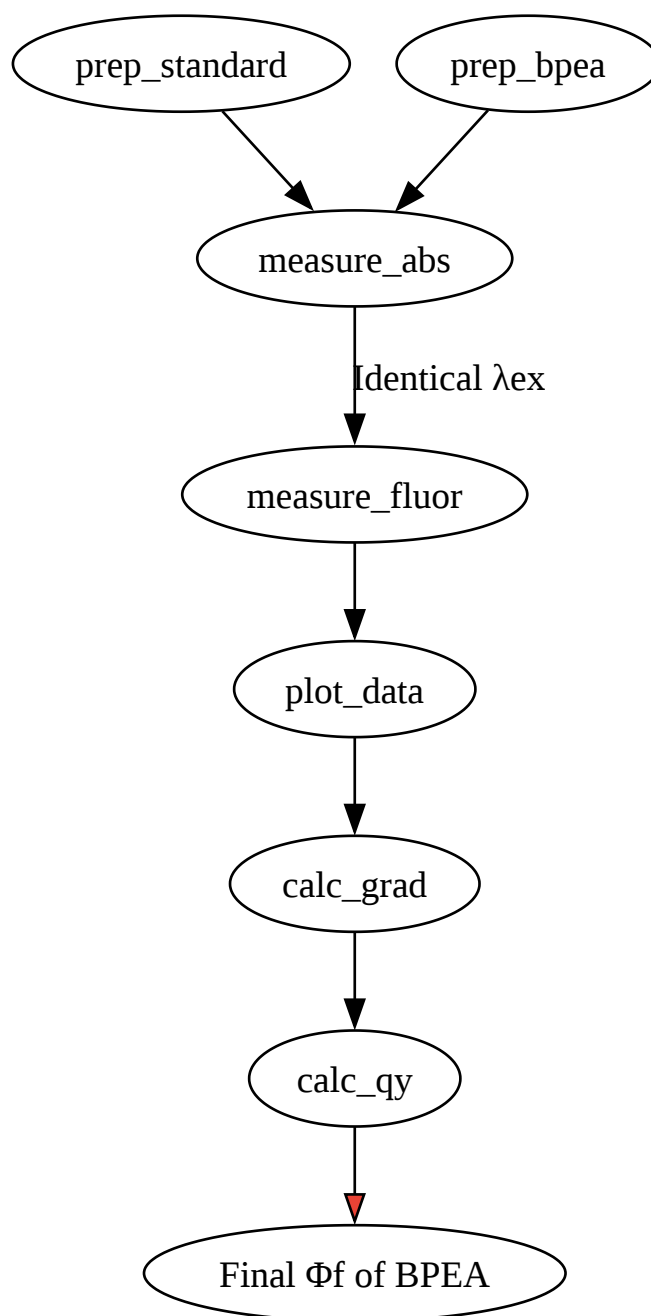 prep_standard
prep_bpea
measure_abs
Identical λex
measure_fluor
plot_data
calc_grad
calc_qy
Final Φf of BPEA